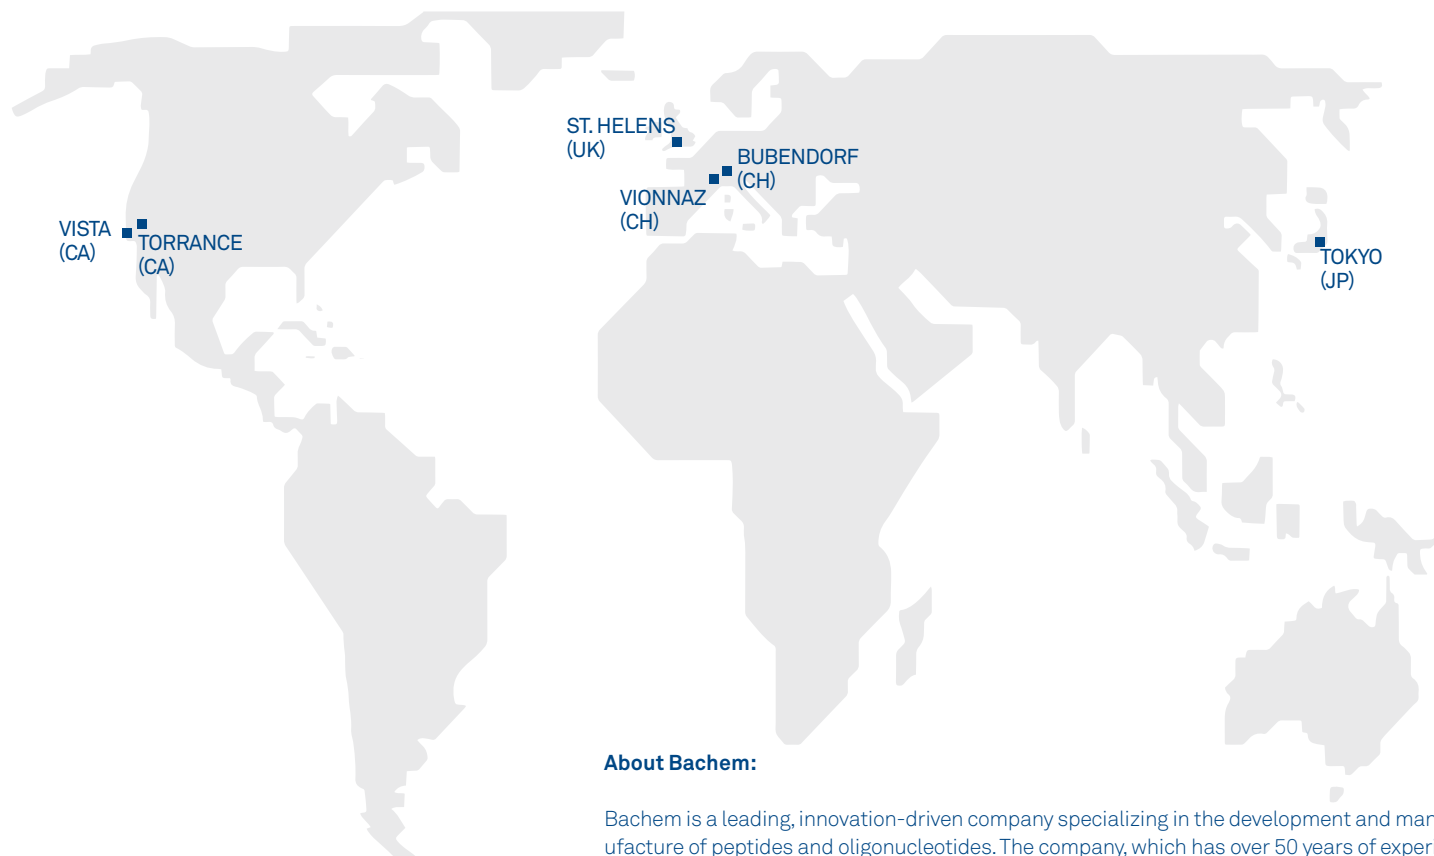 ST. HELENS
(UK)
BUBENDORF
(CH)
VIONNAZ
(CH)
VISTA
(CA)
TORRANCE
(CA)
TOKYO
(JP)
About Bachem:
Bachem is a leading, innovation-driven company specializing in the development and man
ufacture of peptides and oligonucleotides. The company, which has over 50 years of exper